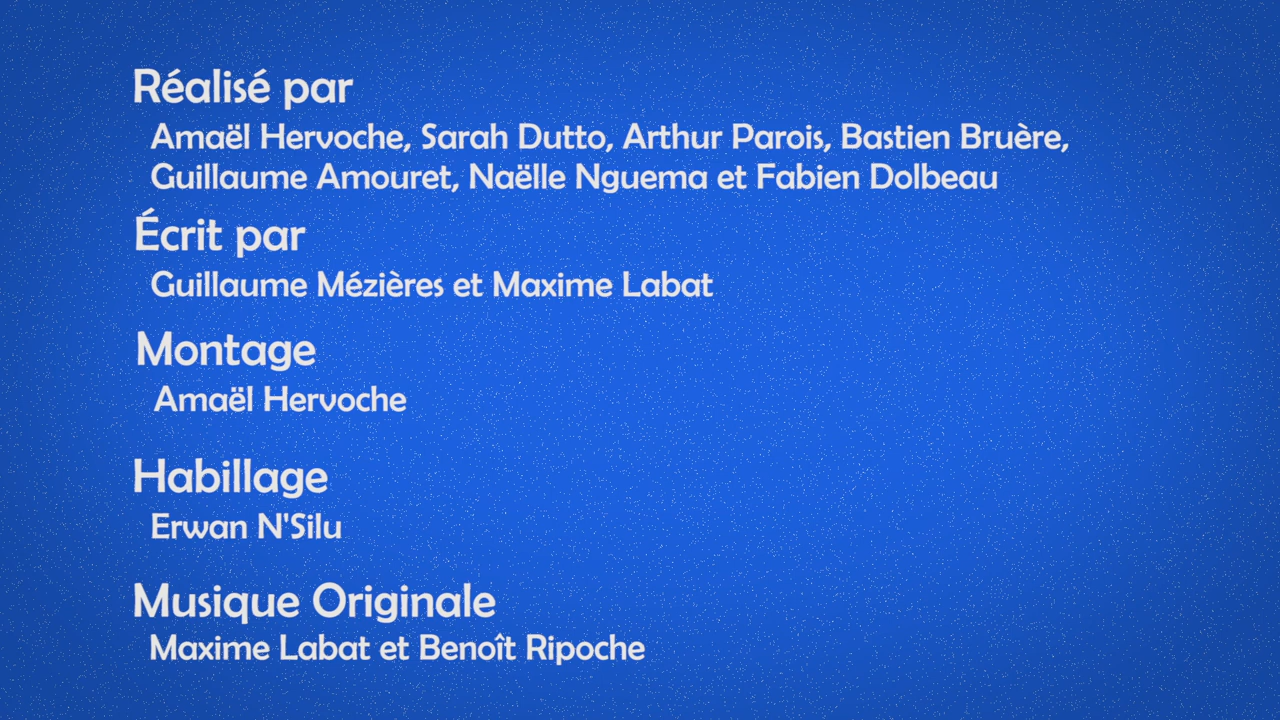 Réalisé par
Amaël Hervoche, Sarah Dutto, Arthur Parois, Bastien Bruère,
Guillaume Amouret, Naëlle Nguema et Fabien Dolbeau
Écrit par
Guillaume Mézières et Maxime Labat
Montage
Amaël Hervoche
Habillage
Erwan N'Silu
Musique Originale
Maxime Labat et Benoît Ripoche